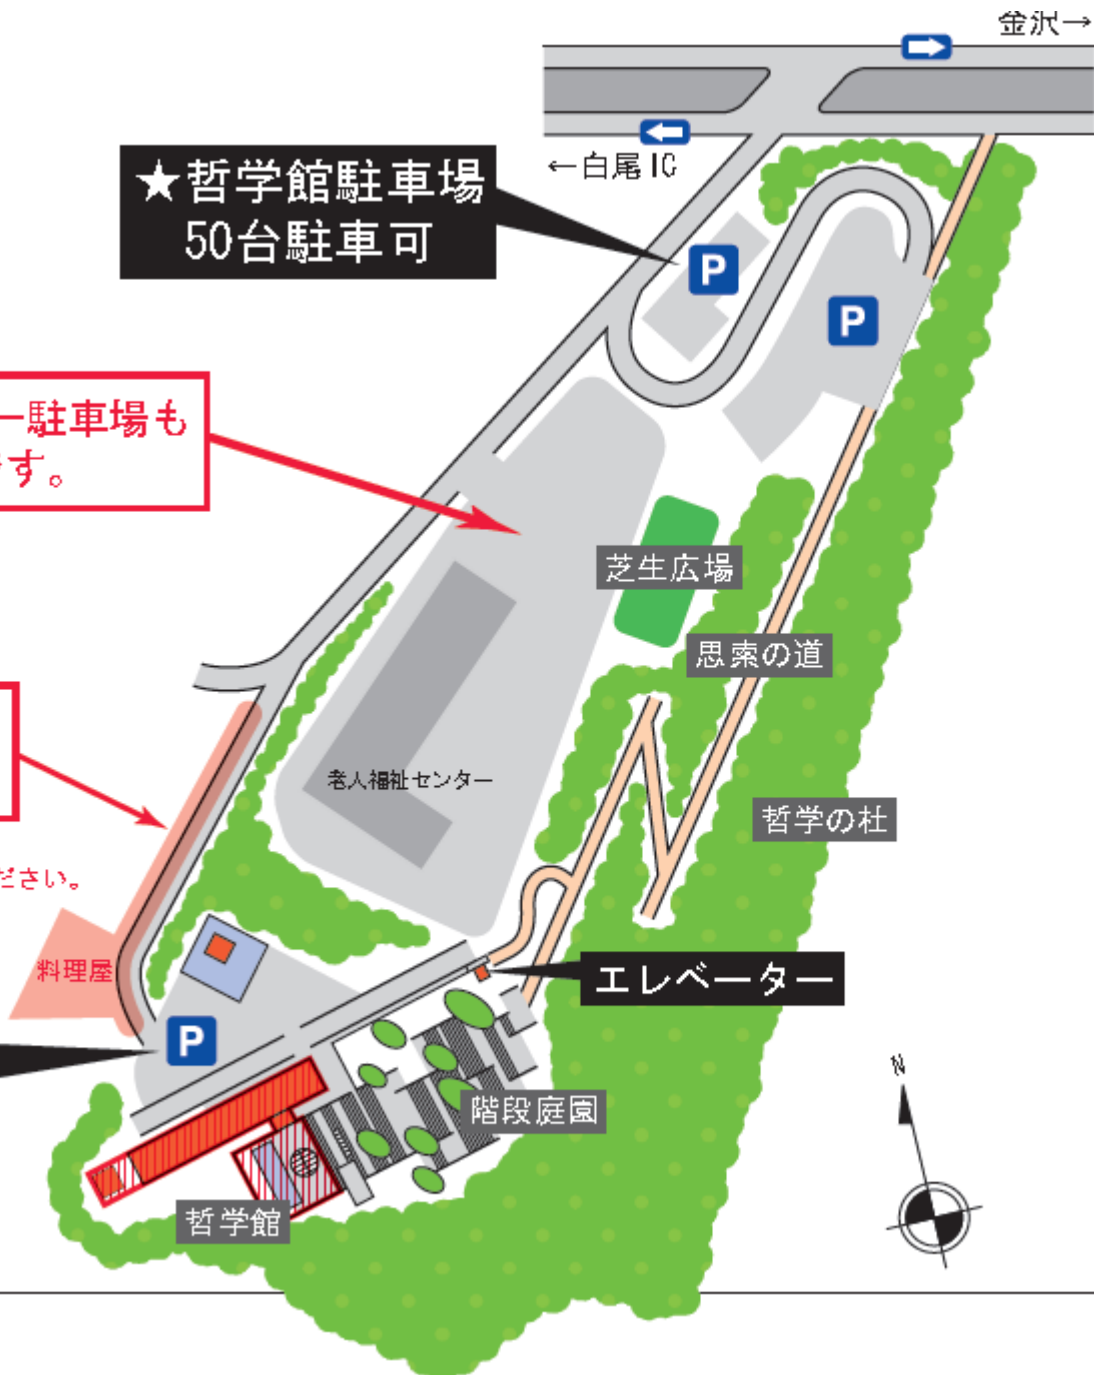 金沢→
←白尾IC
★哲学館駐車場
50台駐車可
P
P
ー駐車場も
す。
芝生広場
思索の道
老人福祉センター
哲学の杜
ださい。
料理屋
エレベーター
P
階段庭園
哲学館
N